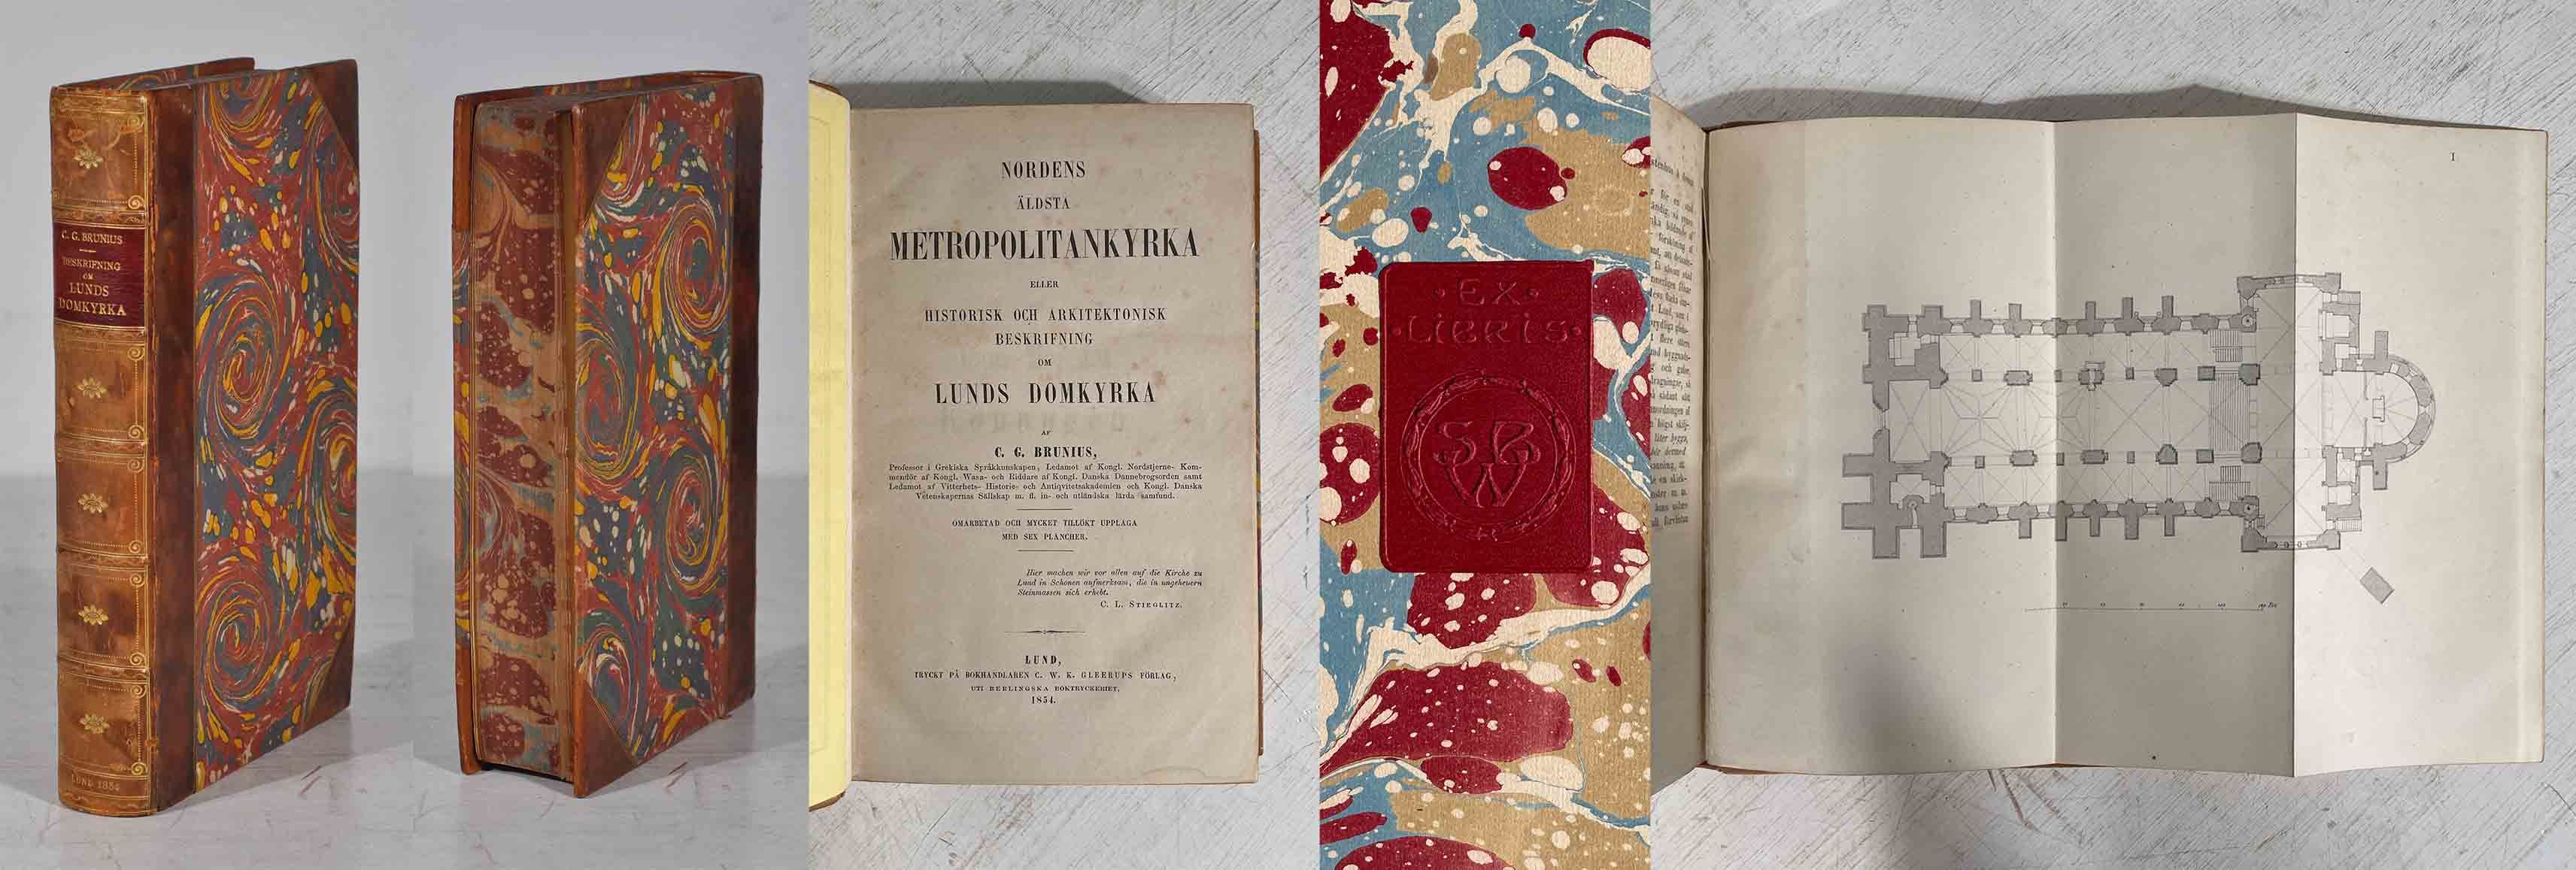 C. G. BRUNIUS
BESKRIFNING
OM
LUNDS
DOMKYRKA
LUND 1854
NORDENS
ÄLDSTA
METROPOLITANKYRKA
ELLER
HISTORISK OCH ARKITEKTONISK
BESKRIFNING
OM
LUNDS DOMKYRKA
AF
C. G. BRUNIUS,
Professor i Grekiska Språkkunskapen, Ledamot af Kongl. Nordstjerne- Kom-
mendör af Kongl. Wasa- och Riddare af Kongl. Danska Dannebrogsorden samt
Ledamot af Vitterhets- Historie- och Antiqvitetsakademien och Kongl. Danska
Vetenskapernas Sällskap m. fl. in- och utländska lärda samfund.
OMARBETAD OCH MYCKET TILLÖKT UPPLAGA
MED SEX PLANCHER.
Hier machen wir vor allen auf die Kirche zu
Lund in Schonen aufmerksam, die in ungeheuern
Steinmassen sich erhebt.
C. L. STIEGLITZ.
LUND,
TRYCKT PÅ BOKHANDLAREN C. W. K. GLEERUPS FÖRLAG,
UTI BERLINGSKA BOKTRYCKERIET,
1854.
·EX·
·LIBRIS·
SRW
I